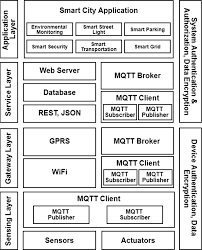 Smart City Application
Environmental
Monitoring
Smart Street
Light
Smart Parking
Smart Security
Smart
Transportation
Smart Grid
Application
Layer
Web Server
Database
REST, JSON
MQTT Broker
MQTT Client
MQTT
Subscriber
MQTT
Publisher
Service Layer
System Authentication &
Authorization, Data Encryption
GPRS
WiFi
MQTT Broker
MQTT Client
MQTT
Subscriber
MQTT
Publisher
Gateway Layer
MQTT Client
MQTT
Publisher
MQTT
Subscriber
Sensors
Actuators
Sensing Layer
Device Authentication, Data
Encryption